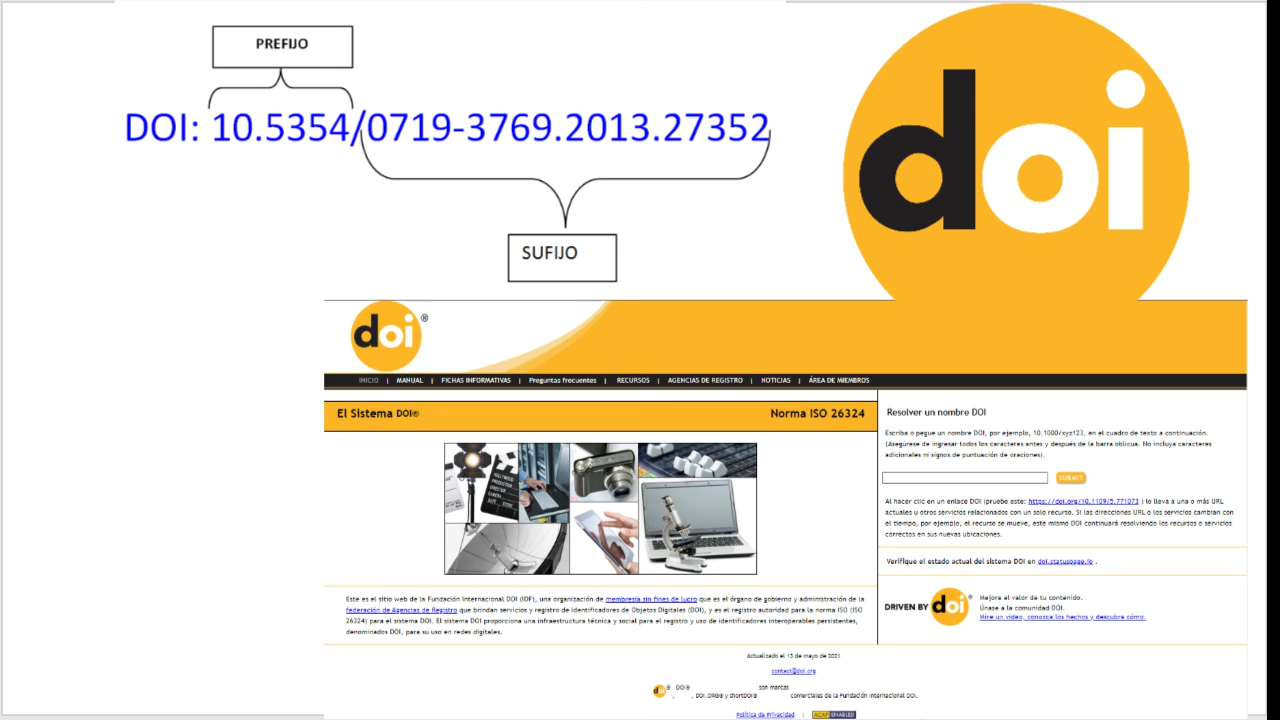 PREFIJO
DOI: 10.5354/0719-3769.2013.27352
SUFIJO
doi
doi®
INICIO | MANUAL | FICHAS INFORMATIVAS | Preguntas frecuentes | RECURSOS | AGENCIAS DE REGISTRO | NOTICIAS | ÁREA DE MIEMBROS
El Sistema DOI® Norma ISO 26324
Este es el sitio web de la Fundación Internacional DOI (IDF), una organización de membresía sin fines de lucro que es el órgano de gobierno y administración de la
federación de Agencias de Registro que brindan servicios y registro de Identificadores de Objetos Digitales (DOI), y es el registro autoridad para la norma ISO (ISO
26324) para el sistema DOI. El sistema DOI proporciona una infraestructura técnica y social para el registro y uso de identificadores interoperables persistentes,
denominados DOI, para su uso en redes digitales.
Resolver un nombre DOI
Escriba o pegue un nombre DOI, por ejemplo, 10.1000/xyz123, en el cuadro de texto a continuación.
(Asegúrese de ingresar todos los caracteres antes y después de la barra oblicua. No incluya caracteres
adicionales ni signos de puntuación de oraciones).
SUBMIT
Al hacer clic en un enlace DOI (pruebe este: https://doi.org/10.1109/5.771073 ) lo lleva a una o más URL
actuales u otros servicios relacionados con un solo recurso. Si las direcciones URL o los servicios cambian con
el tiempo, por ejemplo, el recurso se mueve, este mismo DOI continuará resolviendo los recursos o servicios
correctos en sus nuevas ubicaciones.
Verifique el estado actual del sistema DOI en doi.statuspage.io .
DRIVEN BY doi®
Mejora el valor de tu contenido.
Únase a la comunidad DOI.
Mire un video, conozca los hechos y descubra cómo.
Actualizado el 13 de mayo de 2021
contact@doi.org
doi® DOI® son marcas
, , DOI.ORG® y shortDOI® comerciales de la Fundación Internacional DOI.
Política de Privacidad | ENABLED